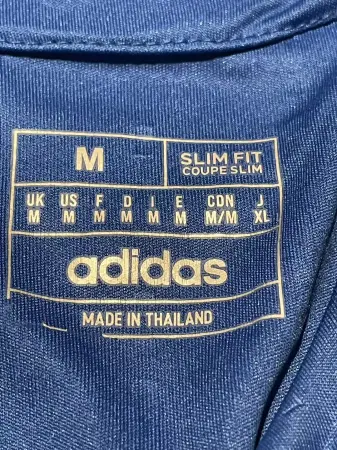 M
SLIM FIT
COUPE SLIM
UK US F D I E CDN J
M M M M M M M/M XL
adidas
MADE IN THAILAND